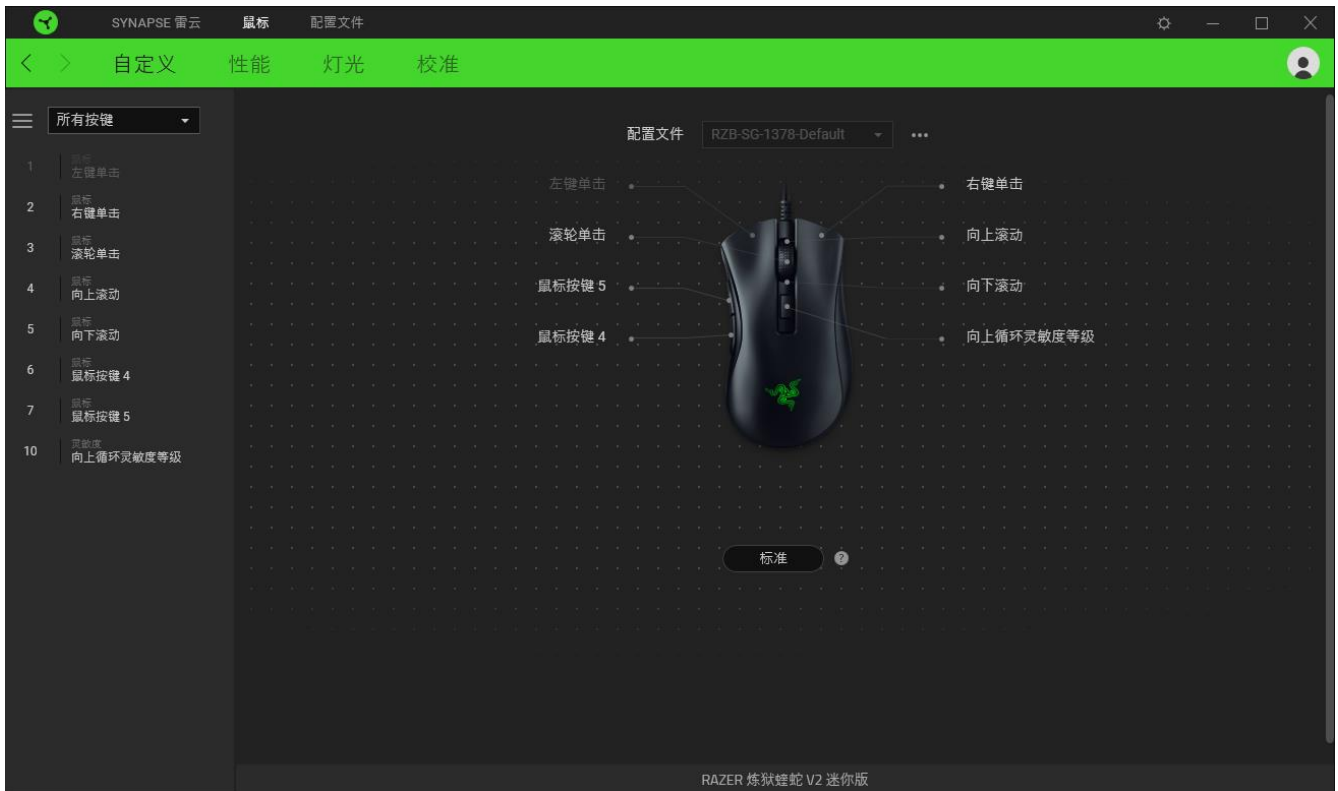 SYNAPSE 雷云 鼠标 配置文件
自定义 性能 灯光 校准
所有按键
配置文件 RZB-SG-1378-Default
1 鼠标
左键单击
2 鼠标
右键单击
3 鼠标
滚轮单击
4 鼠标
向上滚动
5 鼠标
向下滚动
6 鼠标
鼠标按键 4
7 鼠标
鼠标按键 5
10 灵敏度
向上循环灵敏度等级
左键单击 右键单击
滚轮单击 向上滚动
鼠标按键 5 向下滚动
鼠标按键 4 向上循环灵敏度等级
标准 ?
RAZER 炼狱蝰蛇 V2 迷你版